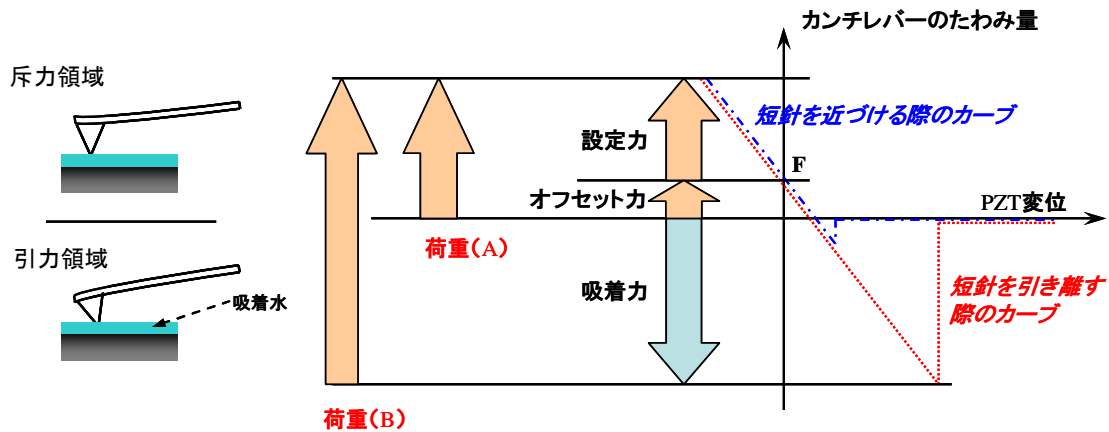 カンチレバーのたわみ量
斥力領域
短針を近づける際のカーブ
設定力
F
オフセット力
PZT変位
荷重(A)
引力領域
吸着水
吸着力
短針を引き離す
際のカーブ
荷重(B)